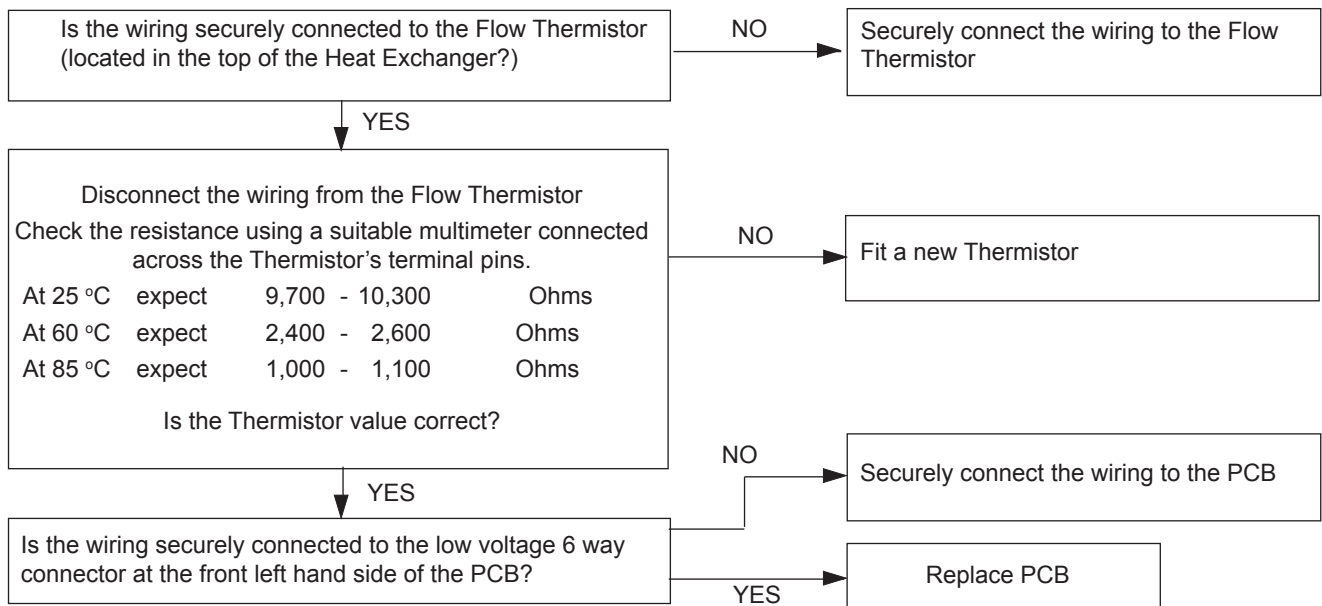 Is the wiring securely connected to the Flow Thermistor
(located in the top of the Heat Exchanger?)
NO
Securely connect the wiring to the Flow
Thermistor
YES
Disconnect the wiring from the Flow Thermistor
Check the resistance using a suitable multimeter connected
across the Thermistor’s terminal pins.
At 25 °C expect 9,700 - 10,300 Ohms
At 60 °C expect 2,400 - 2,600 Ohms
At 85 °C expect 1,000 - 1,100 Ohms
Is the Thermistor value correct?
NO
Fit a new Thermistor
YES
Is the wiring securely connected to the low voltage 6 way
connector at the front left hand side of the PCB?
NO
Securely connect the wiring to the PCB
YES
Replace PCB